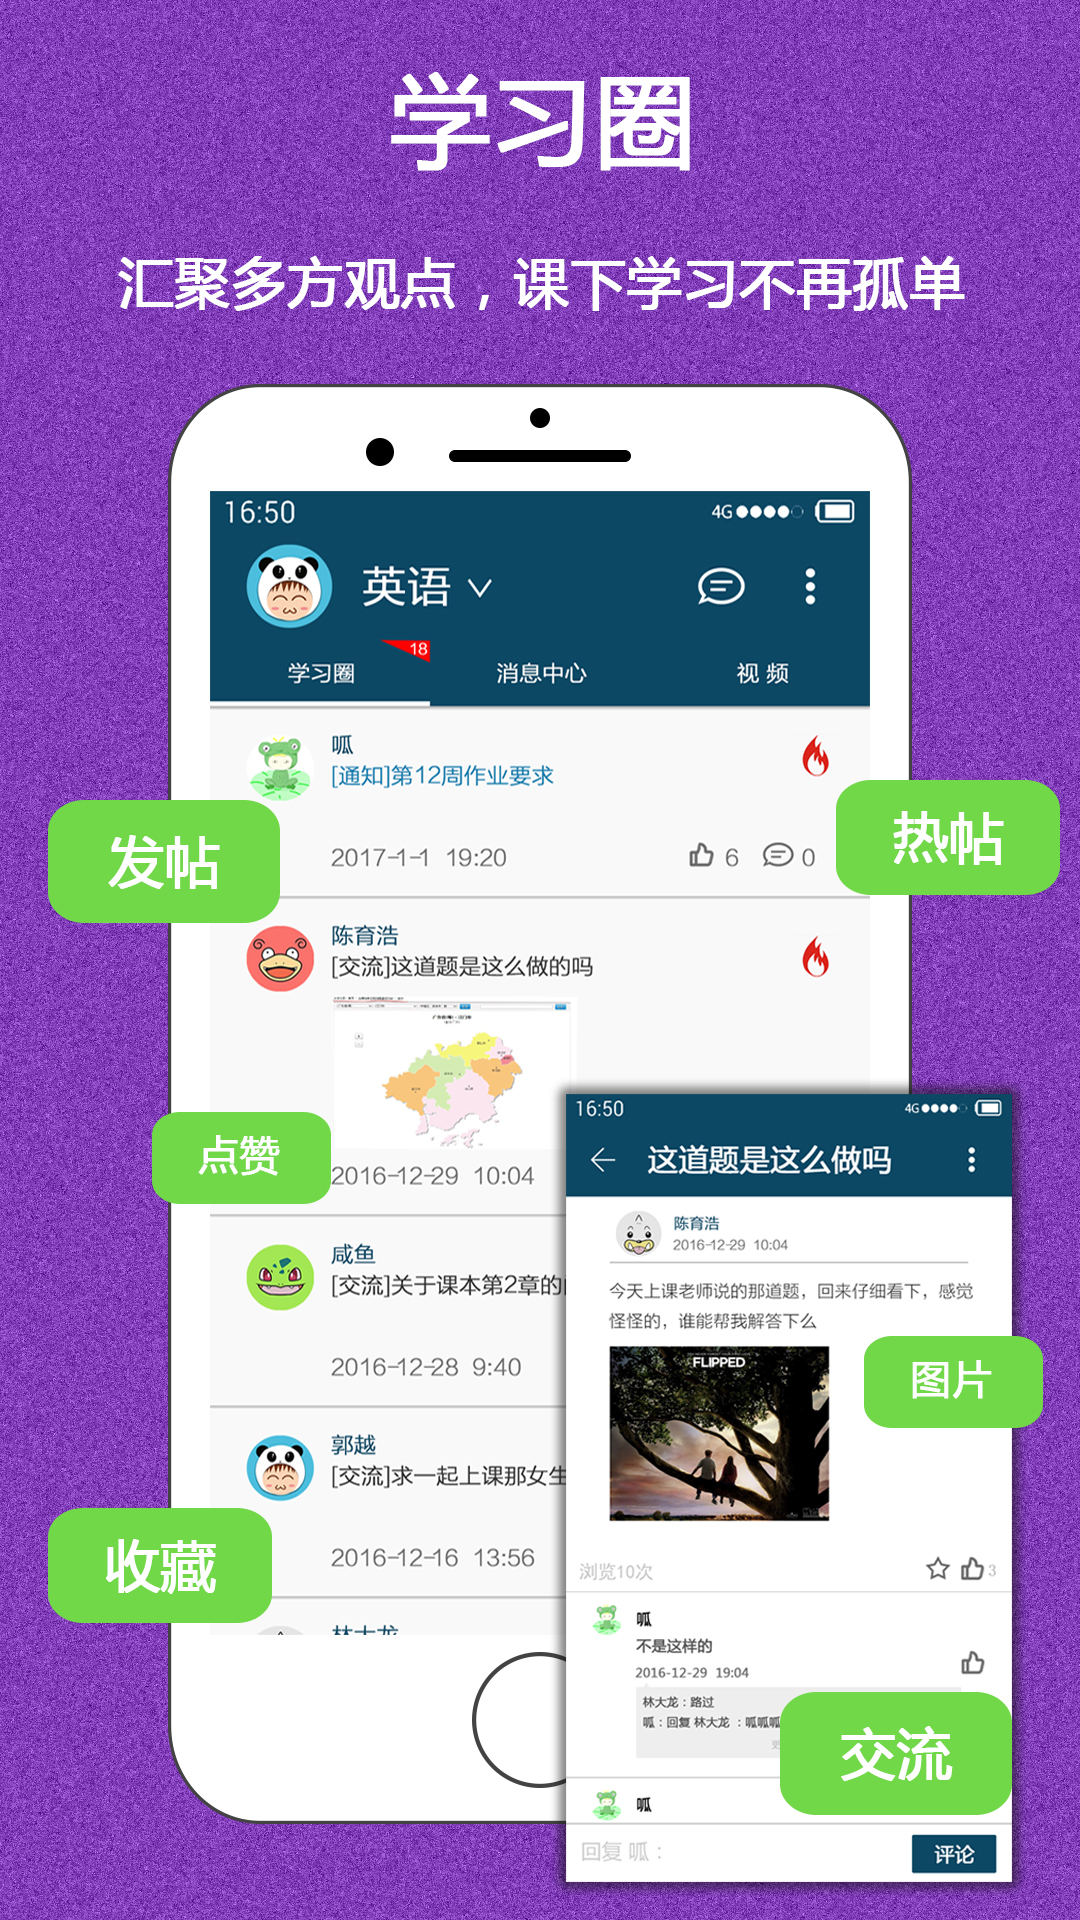 学习圈
汇聚多方观点，课下学习不再孤单
16:50
4G
英语
18
学习圈
消息中心
视 频
呱
[通知]第12周作业要求
2017-1-1 19:20
6
0
发帖
热帖
陈育浩
[交流]这道题是这么做的吗
2016-12-29 10:04
点赞
咸鱼
[交流]关于课本第2章的
2016-12-28 9:40
郭越
[交流]求一起上课那女生
2016-12-16 13:56
收藏
林大龙
16:50
4G
这道题是这么做吗
陈育浩
2016-12-29 10:04
今天上课老师说的那道题，回来仔细看下，感觉
怪怪的，谁能帮我解答下么
FLIPPED
图片
浏览10次
3
呱
不是这样的
2016-12-29 19:04
林大龙：路过
呱：回复 林大龙 ：呱呱呱
交流
呱
回复 呱：
评论